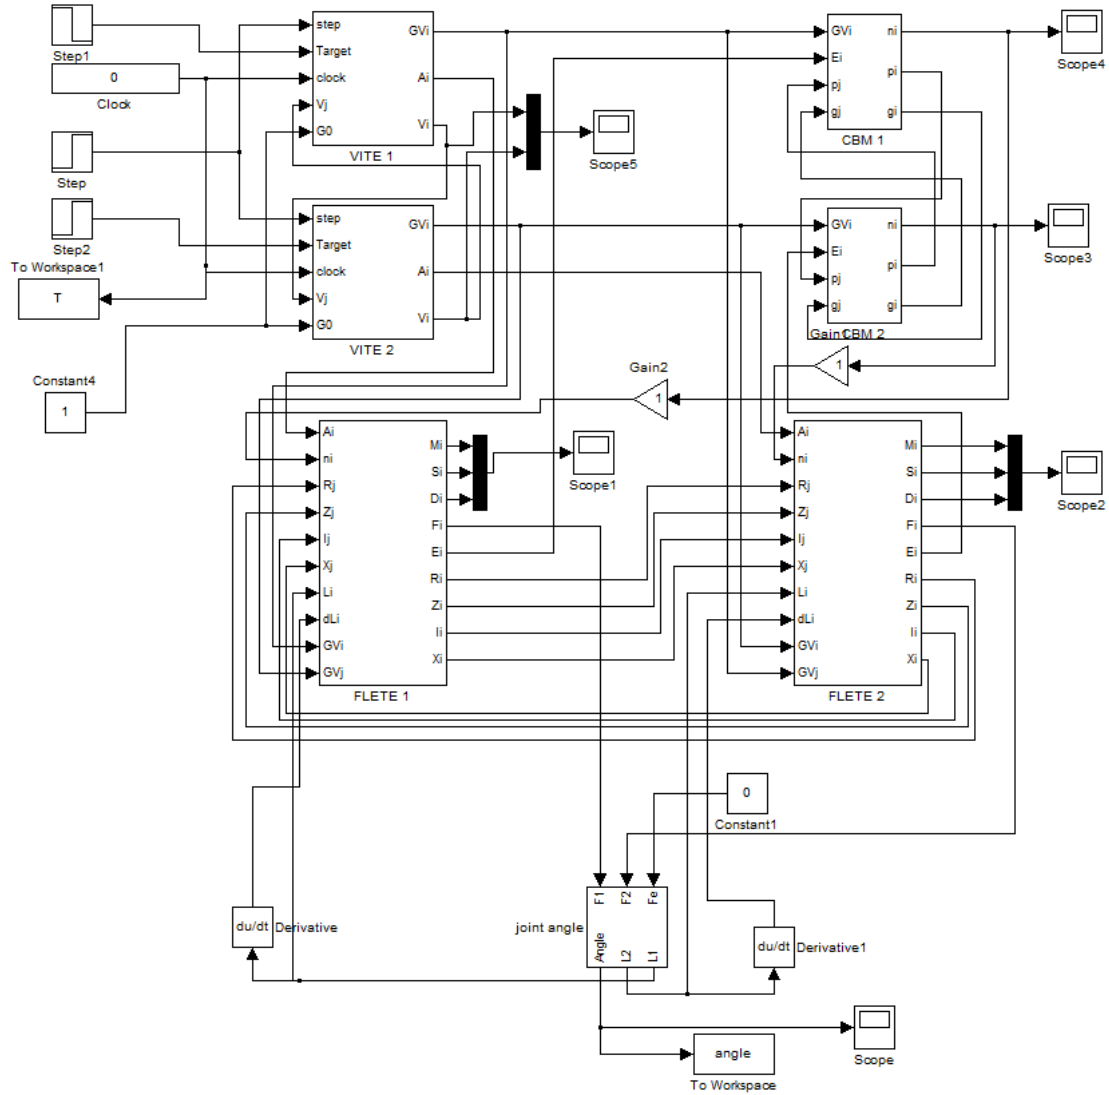 Step1
0
Clock
Step
Step2
To Workspace1
T
Constant4
1
step
Target
clock
Vj
G0
GVi
Ai
Vi
VITE 1
step
Target
clock
Vj
G0
GVi
Ai
Vi
VITE 2
Scope5
GVi
Ei
pj
gj
ni
pi
gi
CBM 1
Scope4
GVi
Ei
pj
gj
ni
pi
gi
CBM 2
Scope3
Gain1
1
Gain2
1
Ai
ni
Rj
Zj
Ij
Xj
Li
dLi
GVi
GVj
Mi
Si
Di
Fi
Ei
Ri
Zi
Ii
Xi
FLETE 1
Scope1
Ai
ni
Rj
Zj
Ij
Xj
Li
dLi
GVi
GVj
Mi
Si
Di
Fi
Ei
Ri
Zi
Ii
Xi
FLETE 2
Scope2
0
Constant1
du/dt
Derivative
joint angle
F1
F2
Fe
Angle
L2
L1
du/dt
Derivative1
Scope
angle
To Workspace